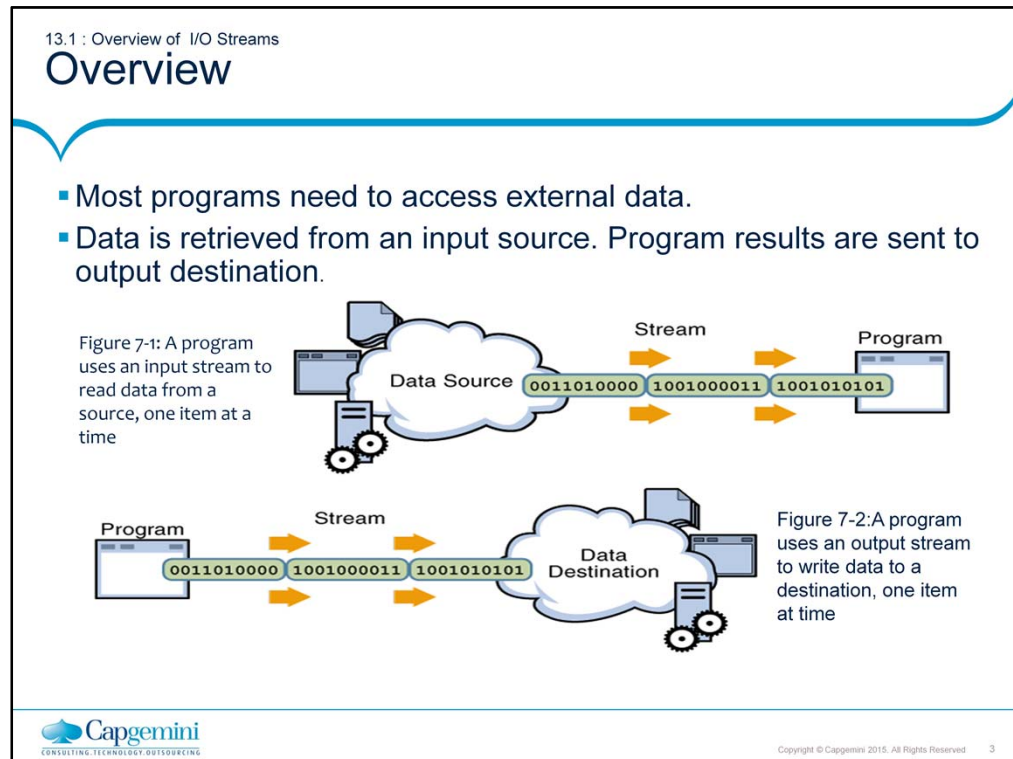 13.1 : Overview of I/O Streams
Overview
▪ Most programs need to access external data.
▪ Data is retrieved from an input source. Program results are sent to
output destination.
Figure 7-1: A program
uses an input stream to
read data from a
source, one item at a
time
Data Source
Stream
0011010000 1001000011 1001010101
Program
Program
Stream
0011010000 1001000011 1001010101
Data
Destination
Figure 7-2:A program
uses an output stream
to write data to a
destination, one item
at time
Capgemini
CONSULTING.TECHNOLOGY.OUTSOURCING
Copyright © Capgemini 2015. All Rights Reserved 3